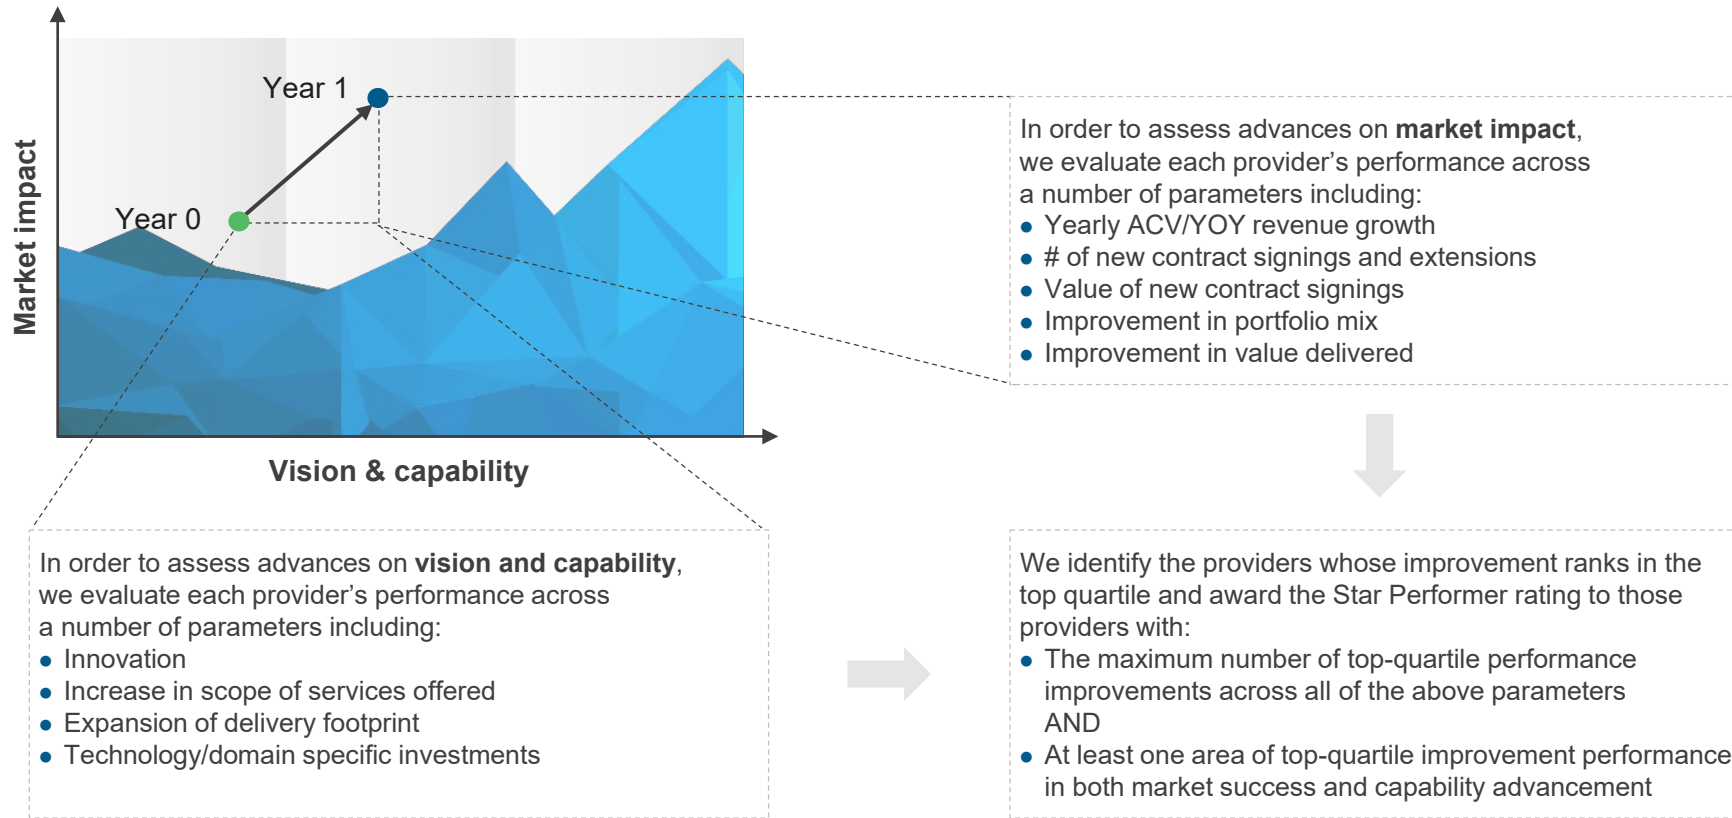 Year 1
Year 0
Market impact
Vision & capability
In order to assess advances on market impact,
we evaluate each provider’s performance across
a number of parameters including:
● Yearly ACV/YOY revenue growth
● # of new contract signings and extensions
● Value of new contract signings
● Improvement in portfolio mix
● Improvement in value delivered
In order to assess advances on vision and capability,
we evaluate each provider’s performance across
a number of parameters including:
● Innovation
● Increase in scope of services offered
● Expansion of delivery footprint
● Technology/domain specific investments
We identify the providers whose improvement ranks in the
top quartile and award the Star Performer rating to those
providers with:
● The maximum number of top-quartile performance
improvements across all of the above parameters
AND
● At least one area of top-quartile improvement performance
in both market success and capability advancement